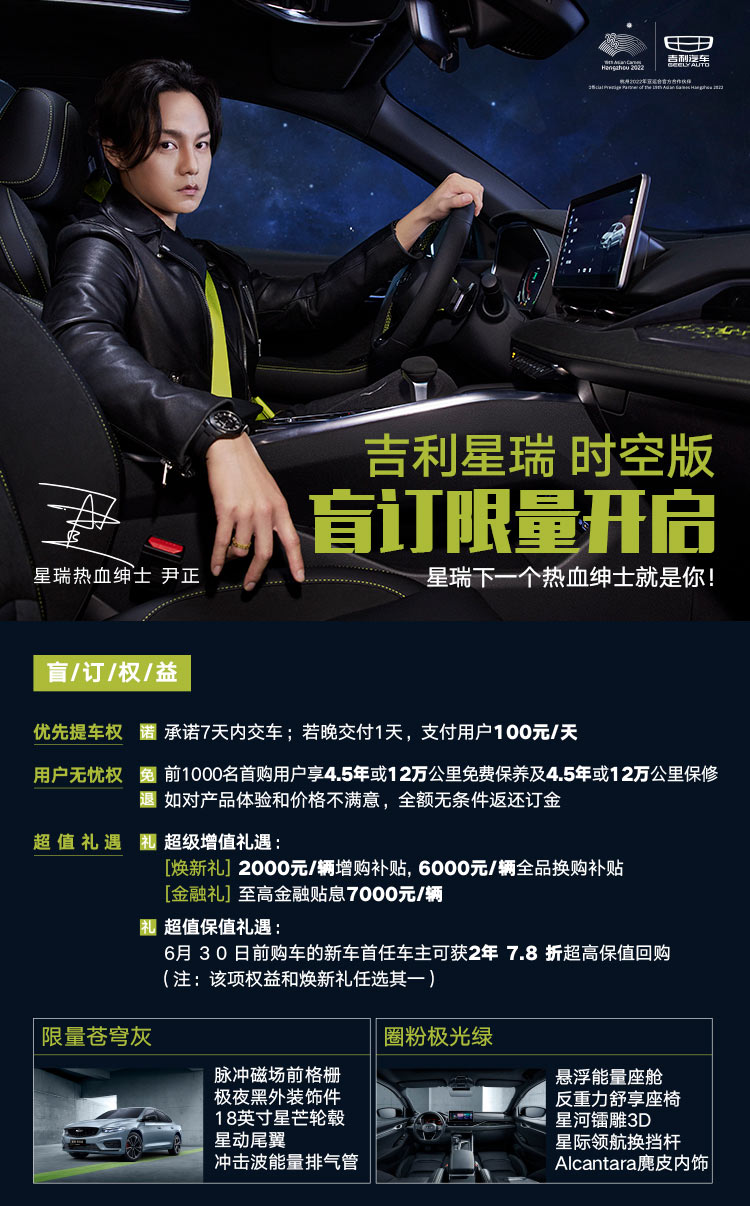 19th Asian Games
Hangzhou 2022
吉利汽车
GEELY AUTO
杭州2022年亚运会官方合作伙伴
Official Prestige Partner of the 19th Asian Games Hangzhou 2022
吉利星瑞 时空版
盲订限量开启
星瑞热血绅士 尹正
星瑞下一个热血绅士就是你！
盲/订/权/益
优先提车权 诺 承诺7天内交车；若晚交付1天，支付用户100元/天
用户无忧权 免 前1000名首购用户享4.5年或12万公里免费保养及4.5年或12万公里保修
退 如对产品体验和价格不满意，全额无条件返还订金
超值礼遇 礼 超级增值礼遇：
[焕新礼] 2000元/辆增购补贴, 6000元/辆全品换购补贴
[金融礼] 至高金融贴息7000元/辆
礼 超值保值礼遇：
6月 3 0 日前购车的新车首任车主可获2年 7.8 折超高保值回购
（注：该项权益和焕新礼任选其一）
限量苍穹灰
脉冲磁场前格栅
极夜黑外装饰件
18英寸星芒轮毂
星动尾翼
冲击波能量排气管
圈粉极光绿
悬浮能量座舱
反重力舒享座椅
星河镭雕3D
星际领航换挡杆
Alcantara麂皮内饰